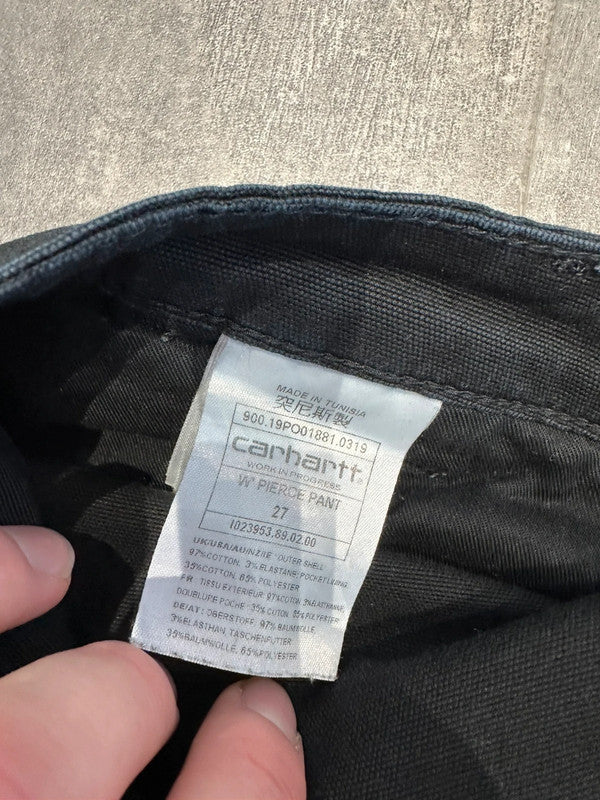 MADE IN TUNISIA
突尼斯製
900.19PO01881.0319
carhartt
WORK IN PROGRESS
W' PIERCE PANT
27
I023953.89.02.00
UK/USA/AU/NZ/IE: OUTER SHELL
97%COTTON, 3% ELASTANE; POCKET LINING
35%COTTON, 65% POLYESTER
FR: TISSU EXTERIEUR: 97%COTON 3%ELASTHANNE
DOUBLURE POCHE: 35% COTON, 65% POLYESTER
DE/AT: OBERSTOFF: 97% BAUMWOLLE
3%ELASTHAN, TASCHENFUTTER
35%BAUMWOLLE, 65%POLYESTER